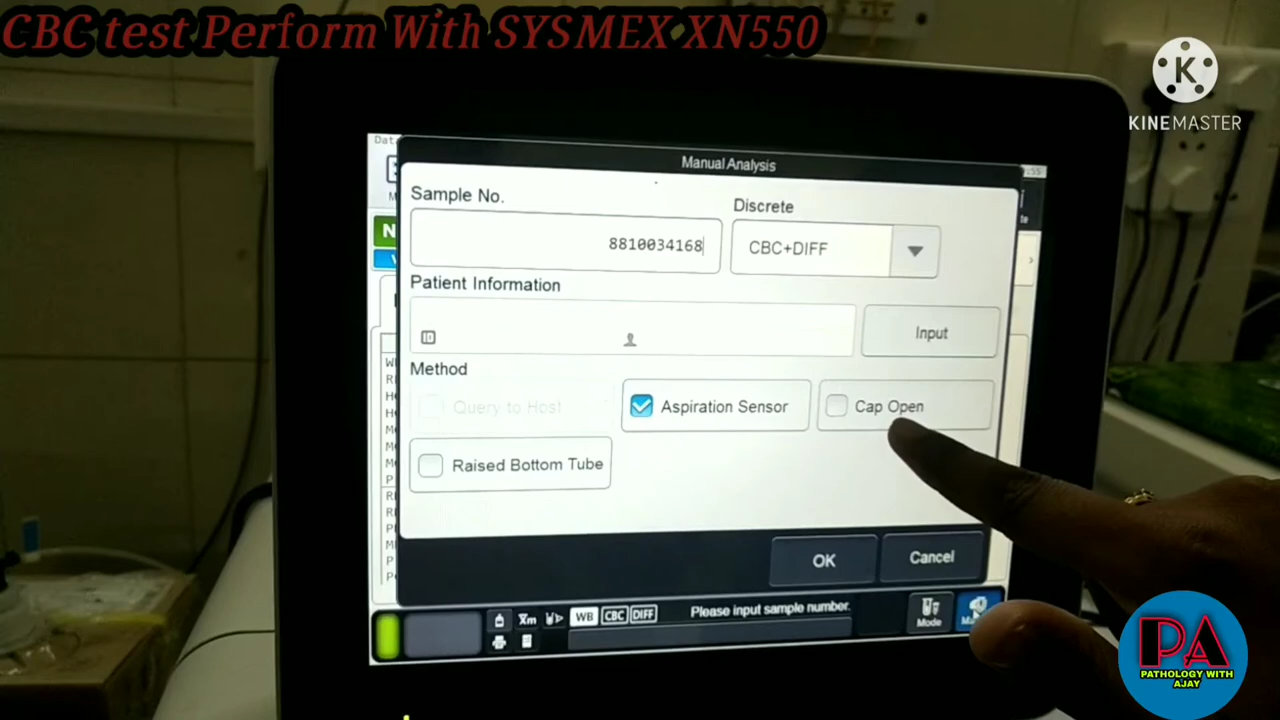 CBC test Perform With SYSMEX XN550
KINEMASTER
Manual Analysis
Sample No.
Discrete
8810034168
CBC+DIFF
Patient Information
Input
Method
Query to Host
Aspiration Sensor
Cap Open
Raised Bottom Tube
OK
Cancel
WB CBC DIFF
Please input sample number.
Mode
PA
PATHOLOGY WITH
AJAY